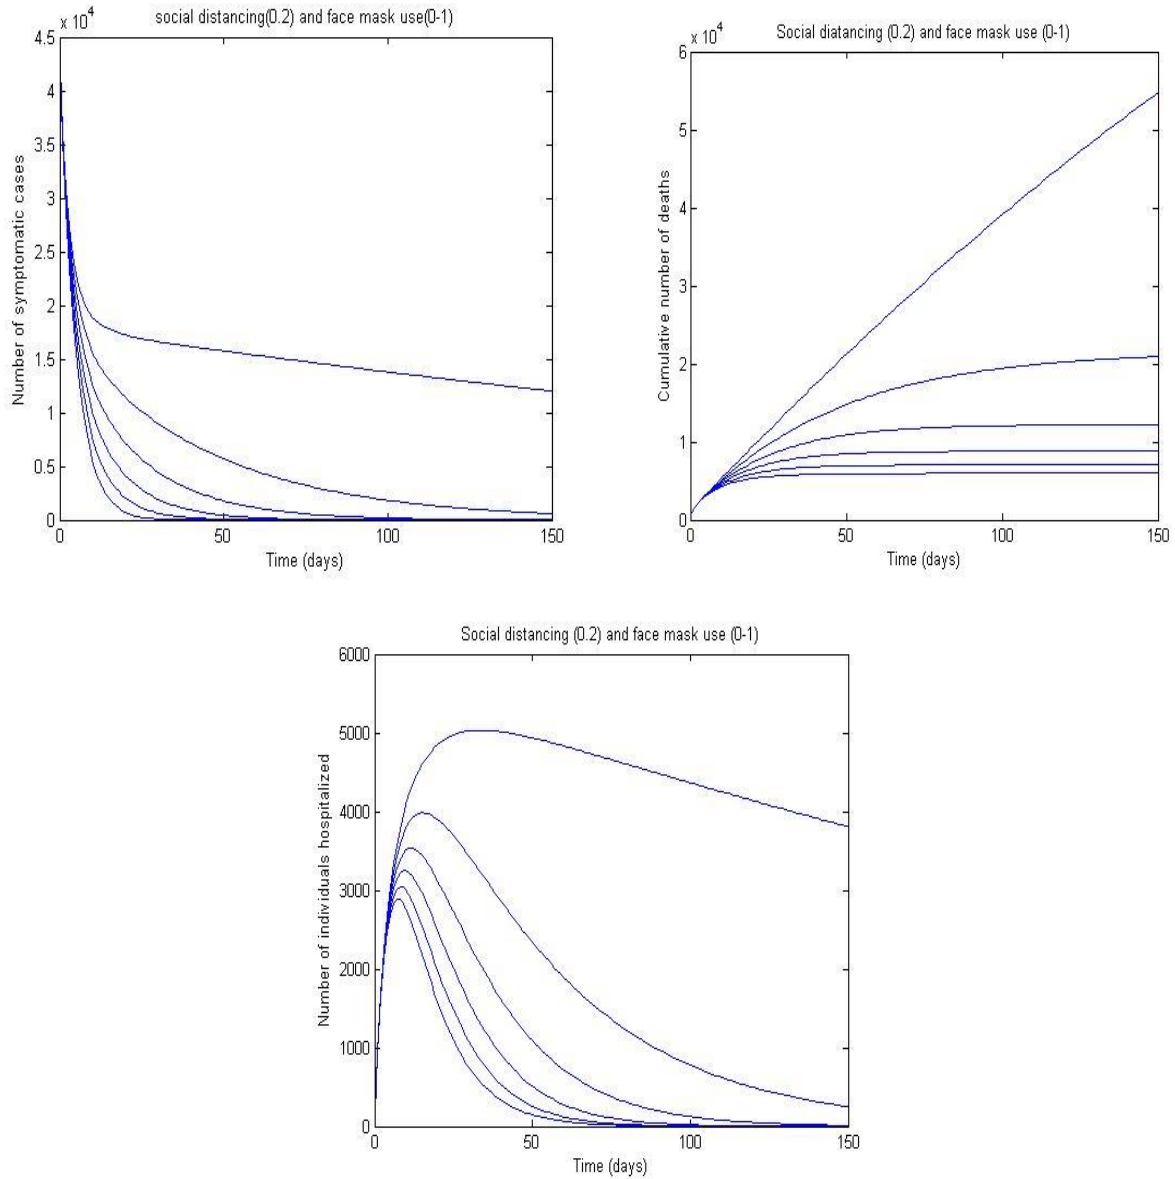 social distancing(0.2) and face mask use(0-1)
x 10^4
4.5
4
3.5
3
2.5
2
1.5
1
0.5
0
Number of symptomatic cases
0 50 100 150
Time (days)
Social diatancing (0.2) and face mask use (0-1)
x 10^4
6
5
4
3
2
1
0
Cumulative number of deaths
0 50 100 150
Time (days)
Social distancing (0.2) and face mask use (0-1)
6000
5000
4000
3000
2000
1000
0
Number of individuals hospitalized
0 50 100 150
Time (days)